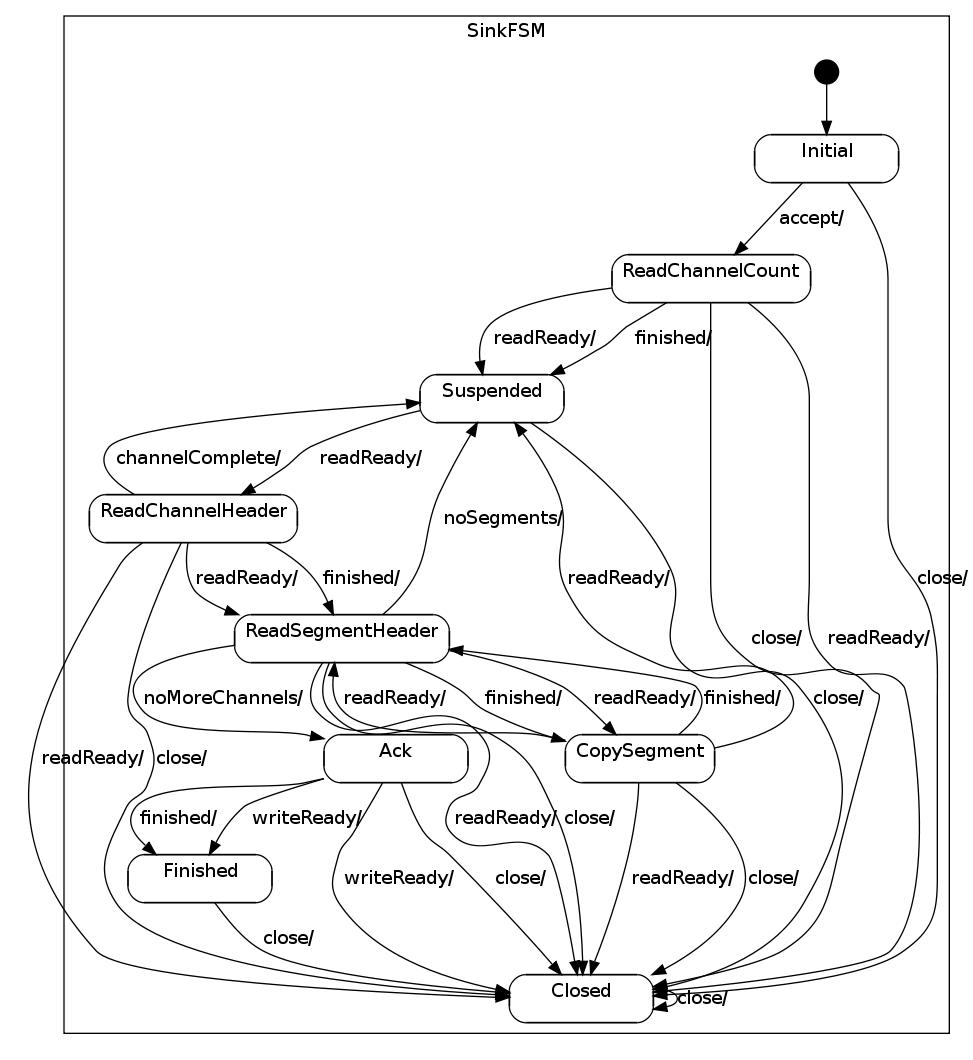 SinkFSM
Initial
accept/
ReadChannelCount
readReady/
finished/
Suspended
channelComplete/
readReady/
ReadChannelHeader
noSegments/
readReady/
finished/
readReady/
close/
ReadSegmentHeader
close/
readReady/
noMoreChannels/
readReady/
finished/
readReady/
finished/
close/
Ack
CopySegment
readReady/
close/
finished/
writeReady/
readReady/
close/
Finished
writeReady/
close/
readReady/
close/
close/
Closed
close/